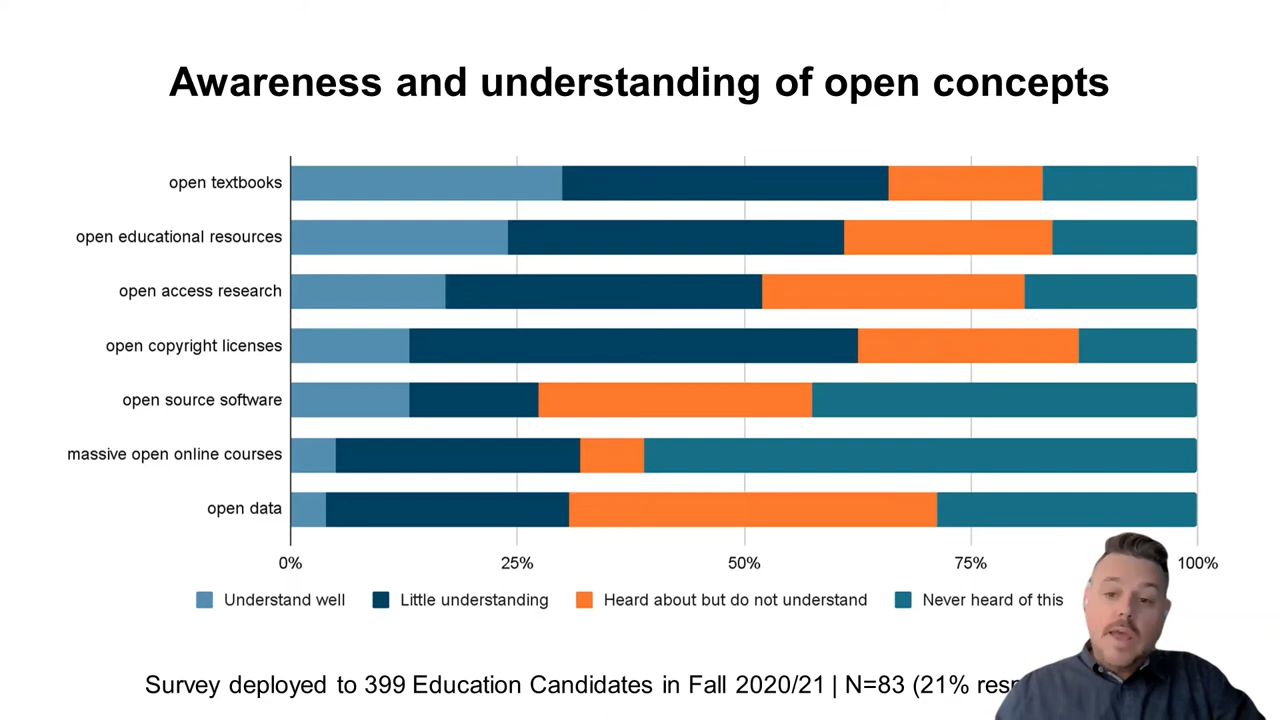 Awareness and understanding of open concepts
open textbooks
open educational resources
open access research
open copyright licenses
open source software
massive open online courses
open data
0% 25% 50% 75% 100%
Understand well Little understanding Heard about but do not understand Never heard of this
Survey deployed to 399 Education Candidates in Fall 2020/21 | N=83 (21%